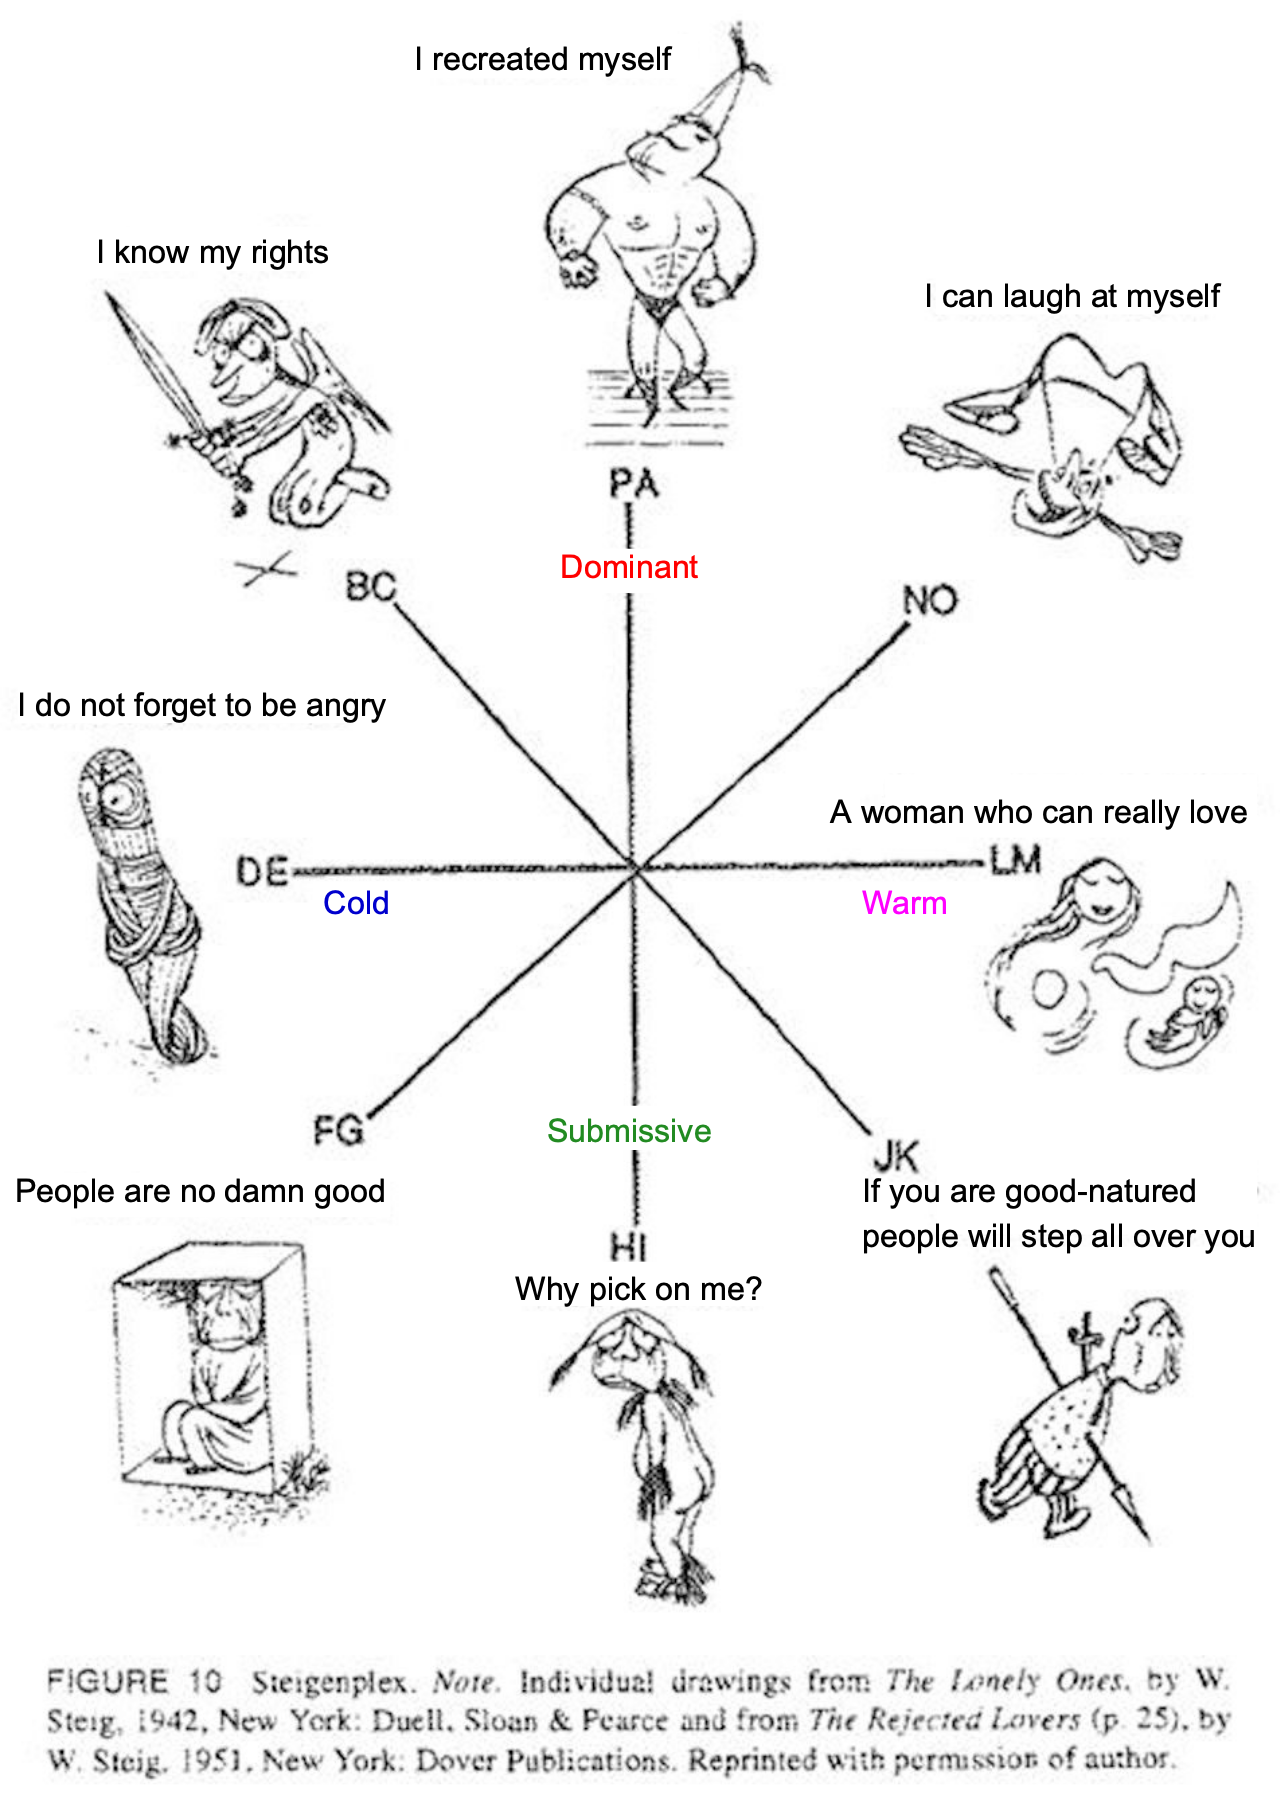 I recreated myself
I know my rights
I can laugh at myself
PA
Dominant
BC
NO
I do not forget to be angry
A woman who can really love
DE
LM
Cold
Warm
FG
Submissive
JK
People are no damn good
If you are good-natured
people will step all over you
HI
Why pick on me?
FIGURE 10 Steigenplex. Note. Individual drawings from The Lonely Ones, by W.
Steig, 1942, New York: Duell, Sloan & Pearce and from The Rejected Lovers (p. 25), by
W. Steig, 1951, New York: Dover Publications. Reprinted with permission of author.